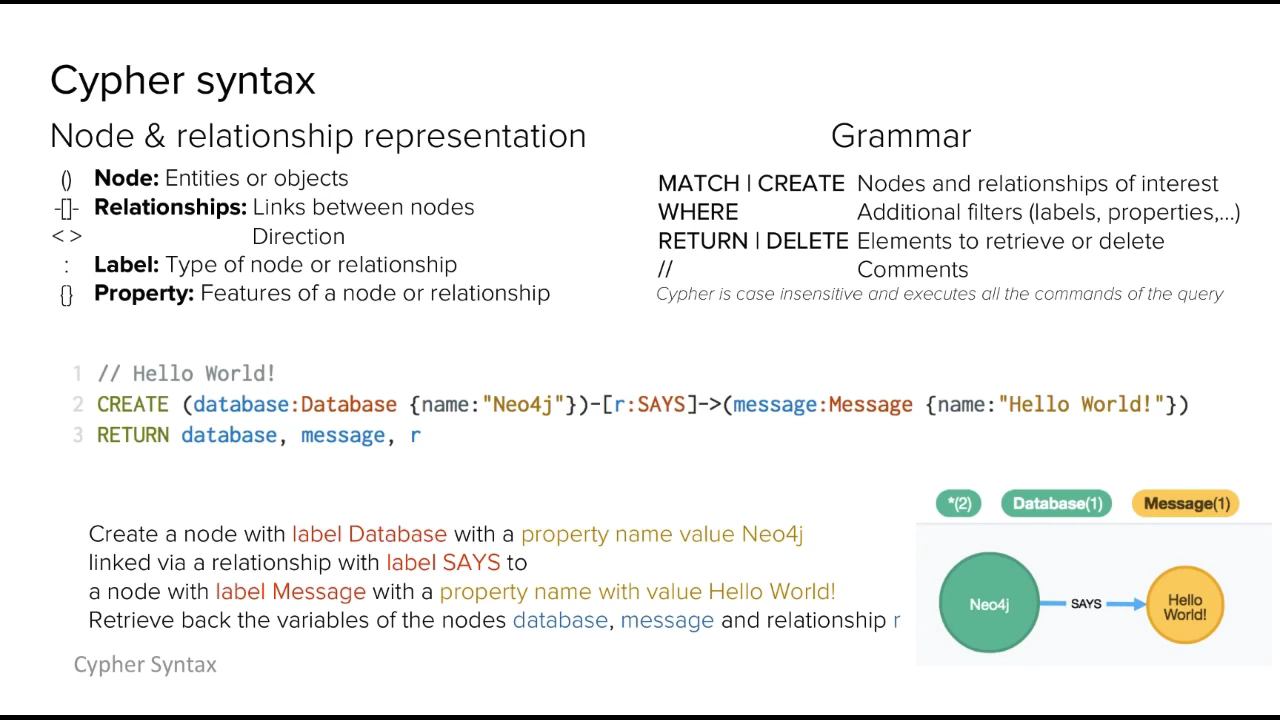 Cypher syntax
Node & relationship representation
() Node: Entities or objects
-[]- Relationships: Links between nodes
< > Direction
: Label: Type of node or relationship
{} Property: Features of a node or relationship
Grammar
MATCH | CREATE Nodes and relationships of interest
WHERE Additional filters (labels, properties,...)
RETURN | DELETE Elements to retrieve or delete
// Comments
Cypher is case insensitive and executes all the commands of the query
1 // Hello World!
2 CREATE (database:Database {name:"Neo4j"})-[r:SAYS]->(message:Message {name:"Hello World!"})
3 RETURN database, message, r
Create a node with label Database with a property name value Neo4j
linked via a relationship with label SAYS to
a node with label Message with a property name with value Hello World!
Retrieve back the variables of the nodes database, message and relationship r
*(2) Database(1) Message(1)
Neo4j SAYS Hello
World!
Cypher Syntax